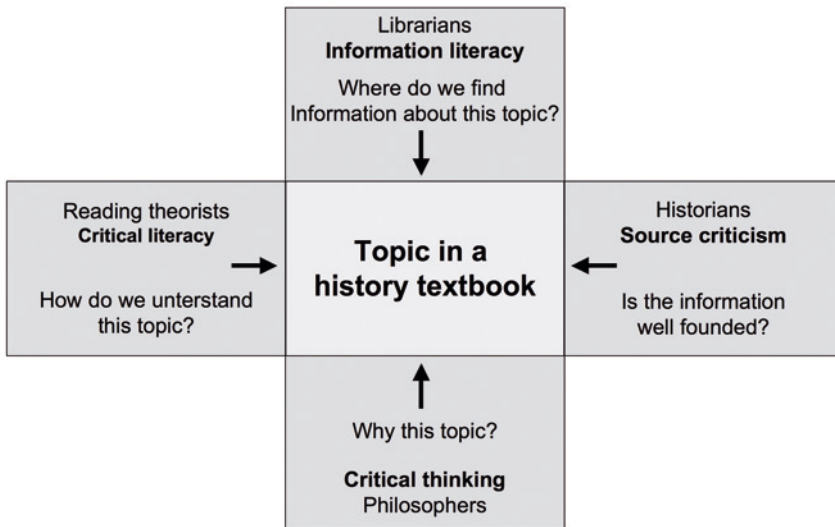 Librarians
Information literacy
Where do we find
Information about this topic?
Reading theorists
Critical literacy
How do we unterstand
this topic?
Topic in a
history textbook
Historians
Source criticism
Is the information
well founded?
Why this topic?
Critical thinking
Philosophers